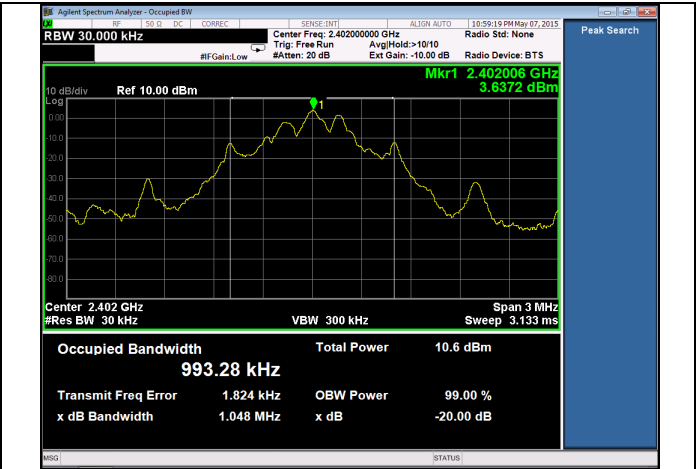 Agilent Spectrum Analyzer - Occupied BW
RF 50 Ω DC CORREC SENSE:INT ALIGN AUTO 10:59:19 PM May 07, 2015
RBW 30.000 kHz Center Freq: 2.402000000 GHz Radio Std: None
Trig: Free Run Avg|Hold:>10/10
#IFGain:Low #Atten: 20 dB Ext Gain: -10.00 dB Radio Device: BTS
Peak Search
Mkr1 2.402006 GHz
10 dB/div Ref 10.00 dBm 3.6372 dBm
Log
1
0.00
-10.0
-20.0
-30.0
-40.0
-50.0
-60.0
-70.0
-80.0
Center 2.402 GHz Span 3 MHz
#Res BW 30 kHz VBW 300 kHz Sweep 3.133 ms
Occupied Bandwidth Total Power 10.6 dBm
993.28 kHz
Transmit Freq Error 1.824 kHz OBW Power 99.00 %
x dB Bandwidth 1.048 MHz x dB -20.00 dB
MSG STATUS